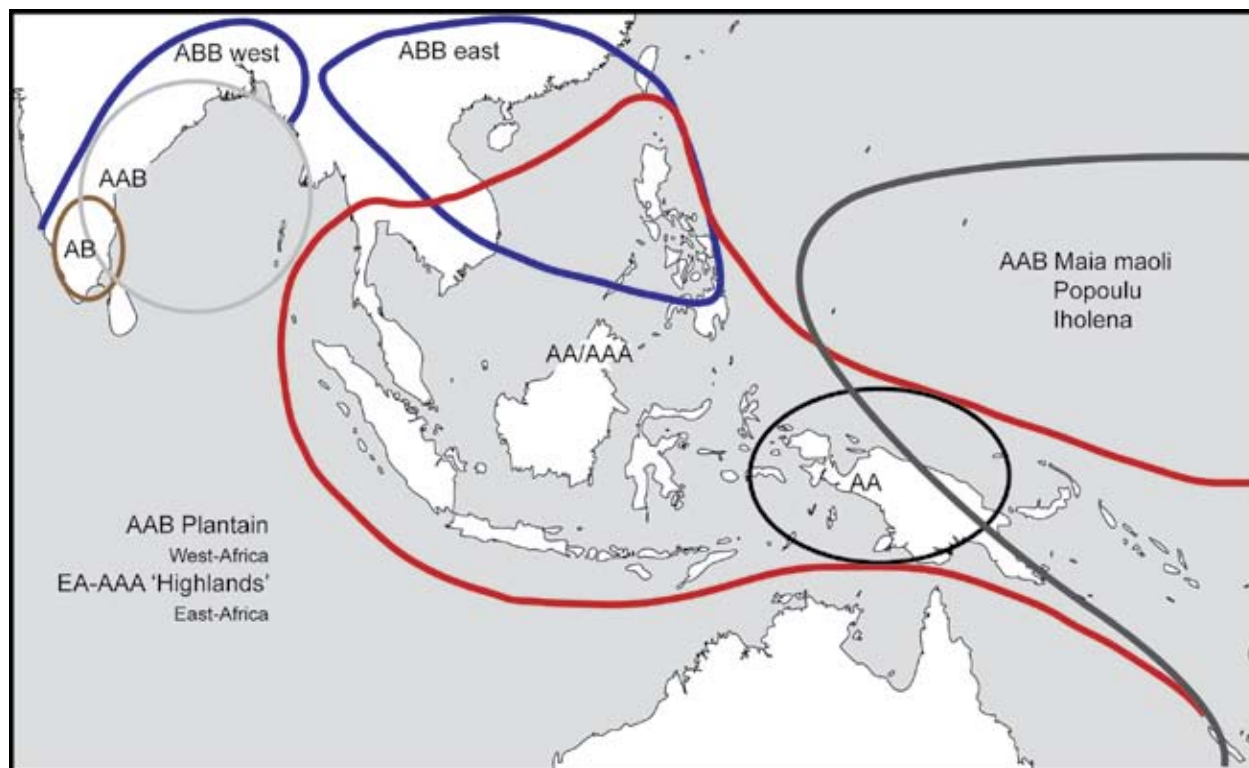 ABB west
ABB east
AAB
AB
AAB Maia maoli
Popoulu
Iholena
AA/AAA
AA
AAB Plantain
West-Africa
EA-AAA ‘Highlands’
East-Africa